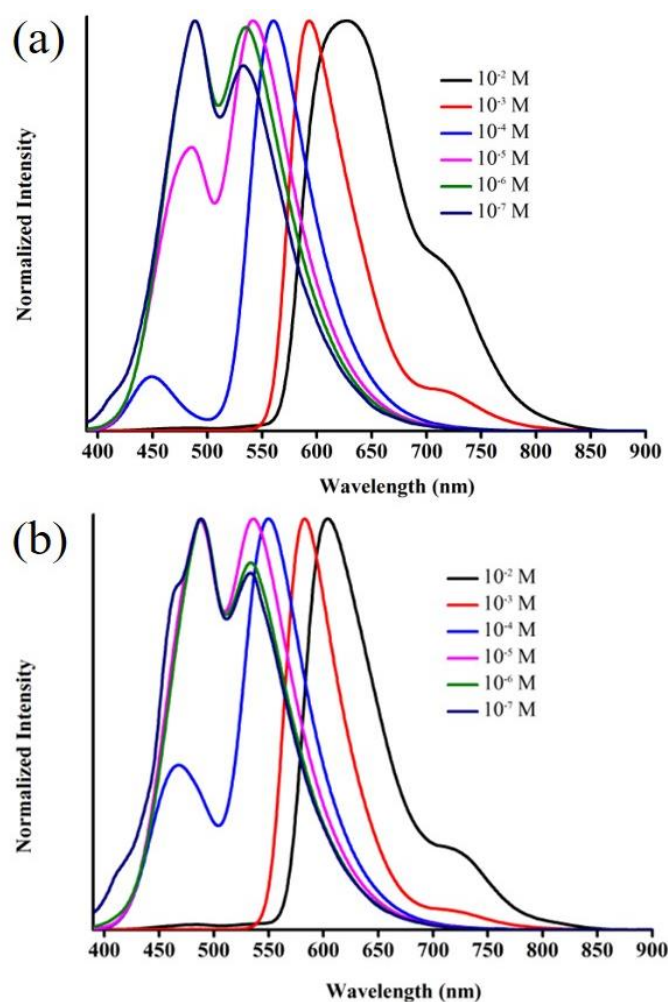 (a)
Normalized Intensity
10⁻² M
10⁻³ M
10⁻⁴ M
10⁻⁵ M
10⁻⁶ M
10⁻⁷ M
400 450 500 550 600 650 700 750 800 850 900
Wavelength (nm)
(b)
Normalized Intensity
10⁻² M
10⁻³ M
10⁻⁴ M
10⁻⁵ M
10⁻⁶ M
10⁻⁷ M
400 450 500 550 600 650 700 750 800 850 900
Wavelength (nm)